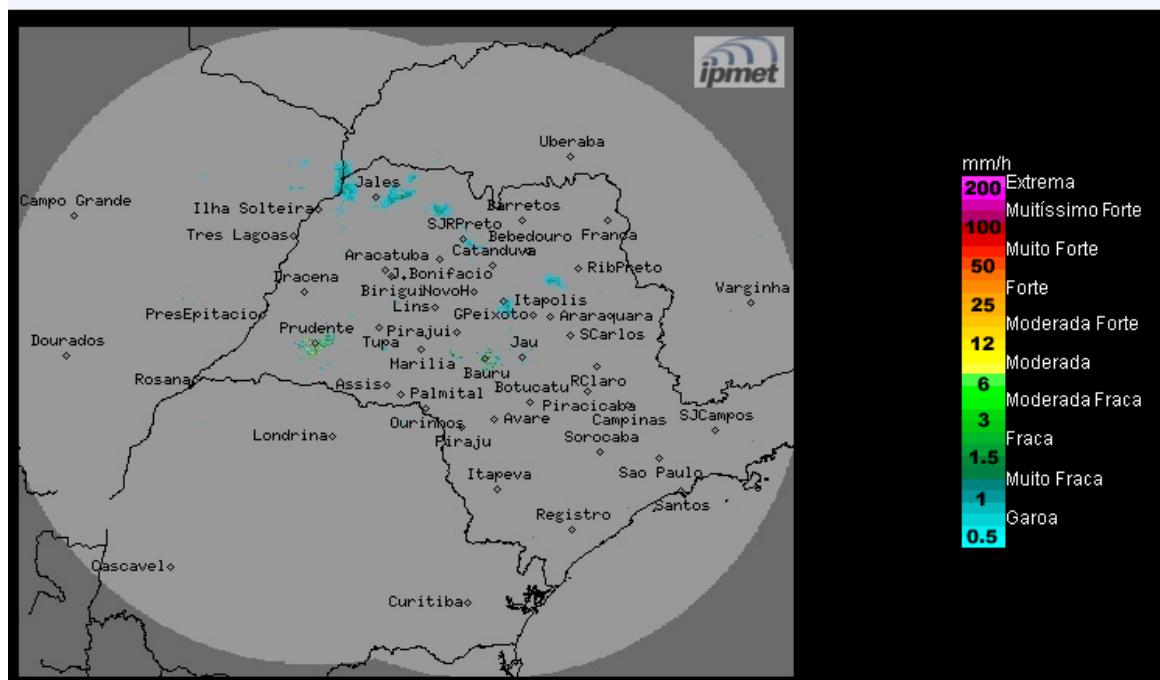 ipmet
Uberaba
Campo Grande
Jales
Ilha Solteira
Barretos
SJRPreto
Tres Lagoas
Bebedouro
Franca
Aracatuba
Catanduva
Dracena
J.Bonifacio
RibPreto
Birigui
NovoH
Varginha
Itapolis
Lins
PresEpitacio
GPeixoto
Araraquara
Prudente
Pirajui
SCarlos
Dourados
Tupa
Jau
Marilia
Bauru
Rosana
Assis
Botucatu
RClaro
Palmital
Piracicaba
SJCampos
Ourinhos
Avare
Campinas
Londrina
Piraju
Sorocaba
Itapeva
Sao Paulo
Santos
Registro
Cascavel
Curitiba
mm/h
200 Extrema
Muitíssimo Forte
100
Muito Forte
50
Forte
25
Moderada Forte
12
Moderada
6
Moderada Fraca
3
Fraca
1.5
Muito Fraca
1
Garoa
0.5